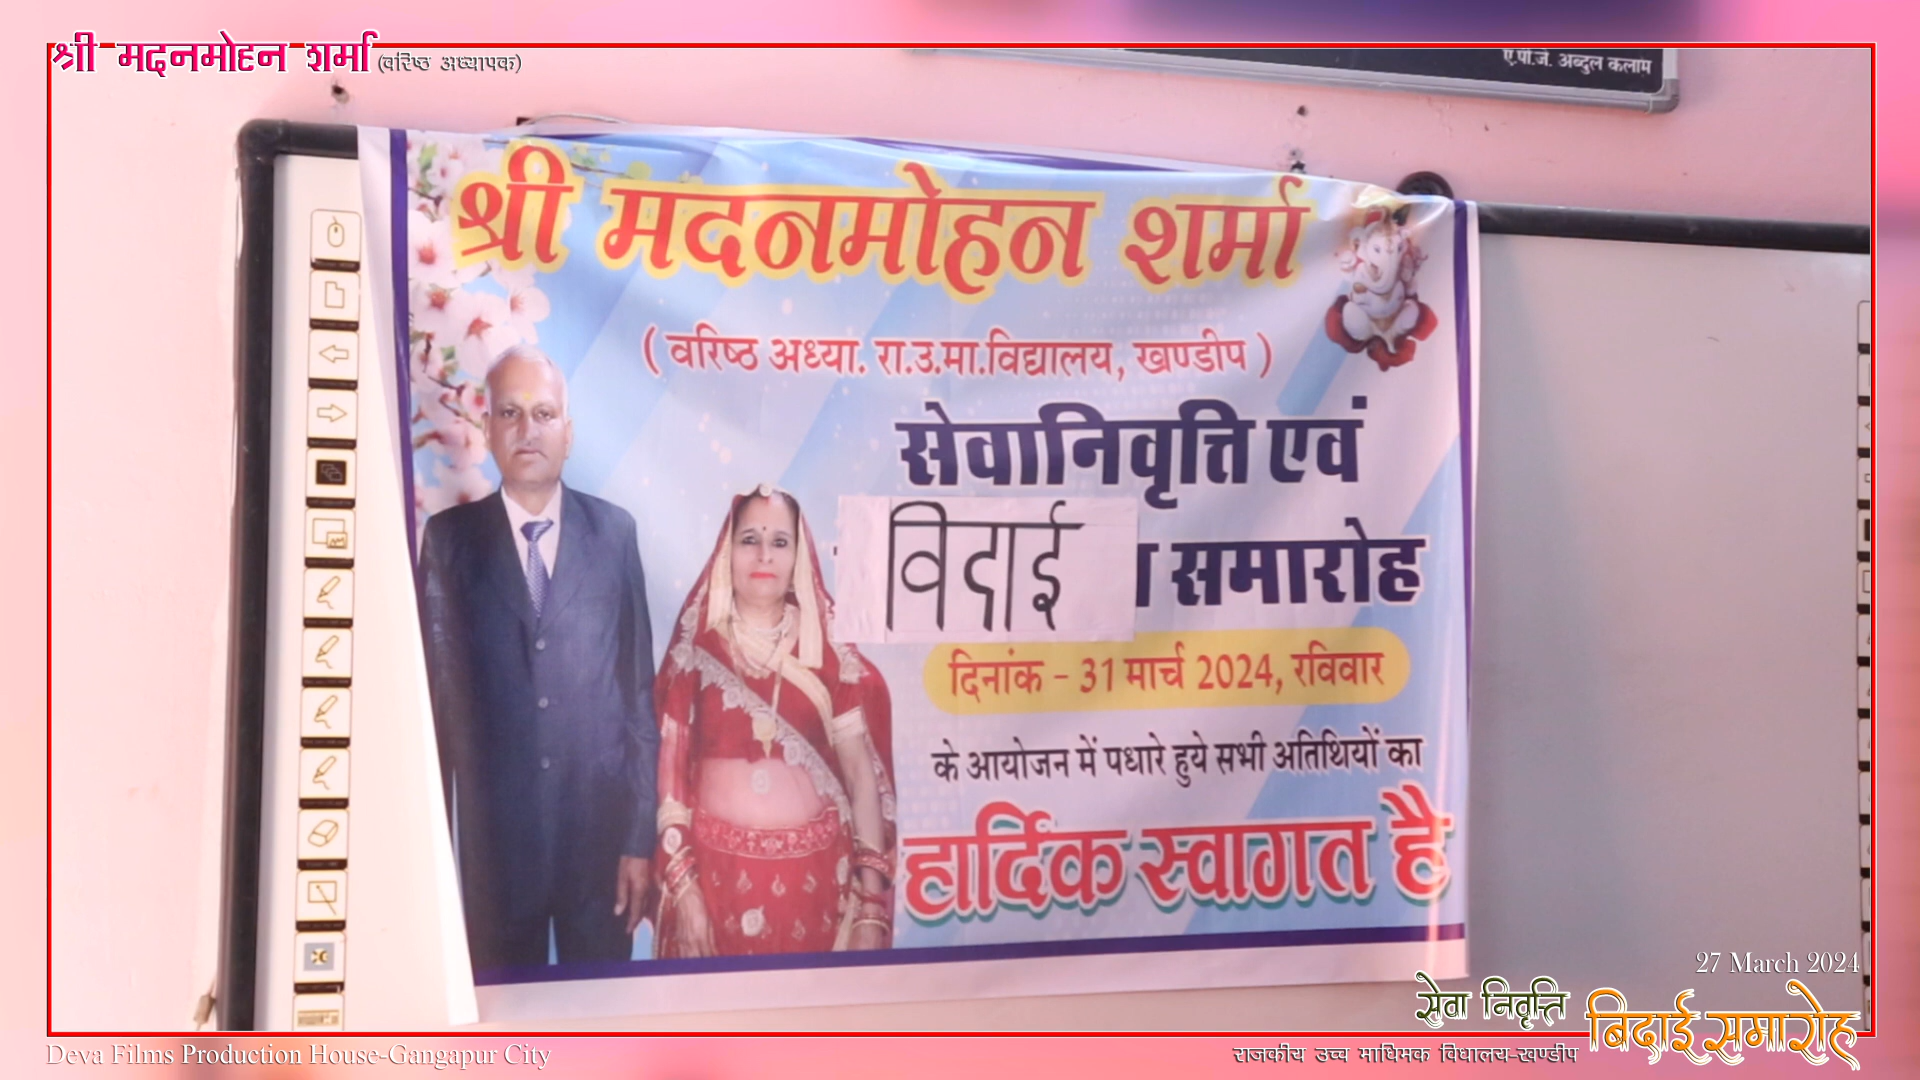 श्री मदनमोहन शर्मा (वरिष्ठ अध्यापक)
ए.पी.जे. अब्दुल कलाम
श्री मदनमोहन शर्मा
( वरिष्ठ अध्या. रा.उ.मा.विद्यालय, खण्डीप )
सेवानिवृत्ति एवं
विदाई समारोह
दिनांक - 31 मार्च 2024, रविवार
के आयोजन में पधारे हुये सभी अतिथियों का
हार्दिक स्वागत है
27 March 2024
सेवा निवृत्ति बिदाई समारोह
Deva Films Production House-Gangapur City
राजकीय उच्च माधिमक विधालय-खण्डीप